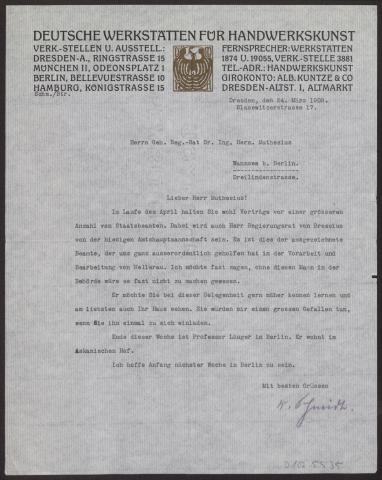 DEUTSCHE WERKSTÄTTEN FÜR HANDWERKSKUNST
VERK.-STELLEN U. AUSSTELL.:
DRESDEN-A., RINGSTRASSE 15
MÜNCHEN II, ODEONSPLATZ 1
BERLIN, BELLEVUESTRASSE 10
HAMBURG, KÖNIGSTRASSE 15
FERNSPRECHER: WERKSTÄTTEN
1874 U. 19055, VERK-STELLE 3881
TEL.-ADR.: HANDWERKSKUNST
GIROKONTO: ALB. KUNTZE & CO
DRESDEN-ALTST. I, ALTMARKT
Schm./Str.
Dresden, den 24. März 1909.
Blasewitzerstrasse 17.
Herrn Geh. Reg.-Rat Dr. Ing. Herm. Muthesius
Wannsee b. Berlin.
Dreilindenstrasse.
Lieber Herr Muthesius!
Im Laufe des April halten Sie wohl Vorträge vor einer grösseren
Anzahl von Staatsbeamten. Dabei wird auch Herr Regierungsrat von
von der hiesigen Amtshauptmannschaft sein. Es ist dies der ausgezeichnete
Beamte, der uns ganz ausserordentlich geholfen hat in der Vorarbeit und
Bearbeitung von Hellerau. Ich möchte fast sagen, ohne diesen Mann in der
Behörde wäre es fast nicht zu machen gewesen.
Er möchte Sie bei dieser Gelegenheit gern näher kennen lernen und
am liebsten auch Ihr Haus sehen. Sie würden mir einen grossen Gefallen tun,
wenn Sie ihn einmal zu sich einladen.
Ende dieser Woche ist Professor Läuger in Berlin. Er wohnt im
Askanischen Hof.
Ich hoffe Anfang nächster Woche in Berlin zu sein.
Mit besten Grüssen
K. Schmidt.